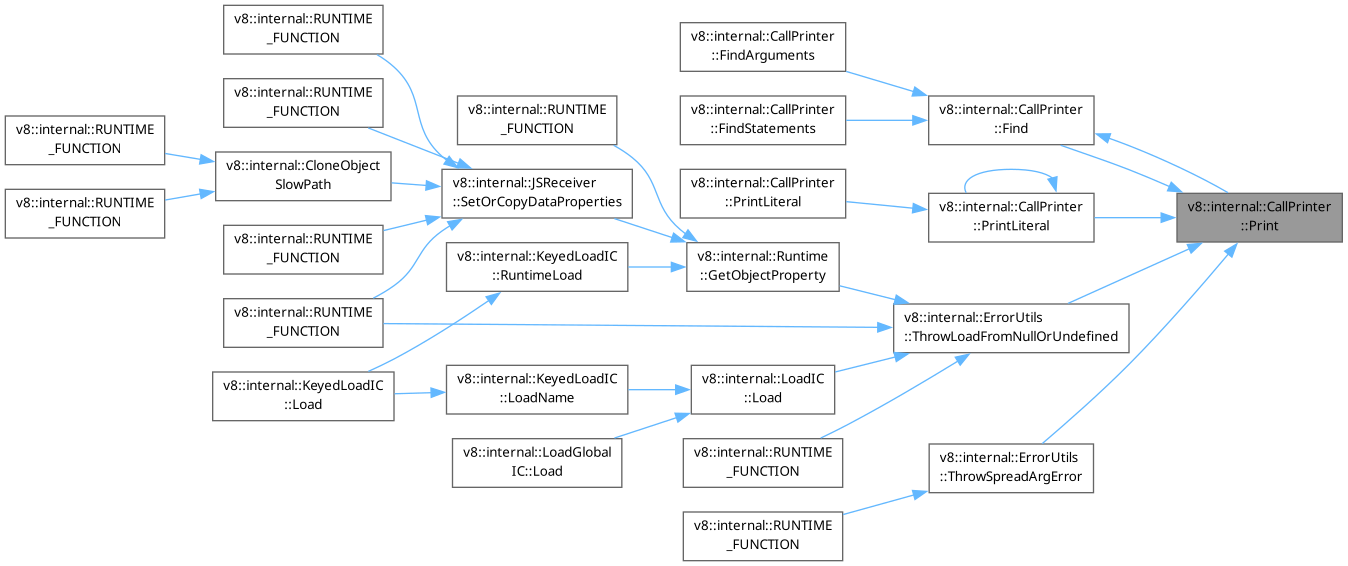 v8::internal::RUNTIME
_FUNCTION
v8::internal::RUNTIME
_FUNCTION
v8::internal::RUNTIME
_FUNCTION
v8::internal::RUNTIME
_FUNCTION
v8::internal::CloneObject
SlowPath
v8::internal::RUNTIME
_FUNCTION
v8::internal::RUNTIME
_FUNCTION
v8::internal::KeyedLoadIC
::Load
v8::internal::RUNTIME
_FUNCTION
v8::internal::JSReceiver
::SetOrCopyDataProperties
v8::internal::KeyedLoadIC
::RuntimeLoad
v8::internal::KeyedLoadIC
::LoadName
v8::internal::LoadGlobal
IC::Load
v8::internal::CallPrinter
::FindArguments
v8::internal::CallPrinter
::FindStatements
v8::internal::CallPrinter
::PrintLiteral
v8::internal::Runtime
::GetObjectProperty
v8::internal::LoadIC
::Load
v8::internal::RUNTIME
_FUNCTION
v8::internal::RUNTIME
_FUNCTION
v8::internal::CallPrinter
::Find
v8::internal::CallPrinter
::PrintLiteral
v8::internal::ErrorUtils
::ThrowLoadFromNullOrUndefined
v8::internal::ErrorUtils
::ThrowSpreadArgError
v8::internal::CallPrinter
::Print